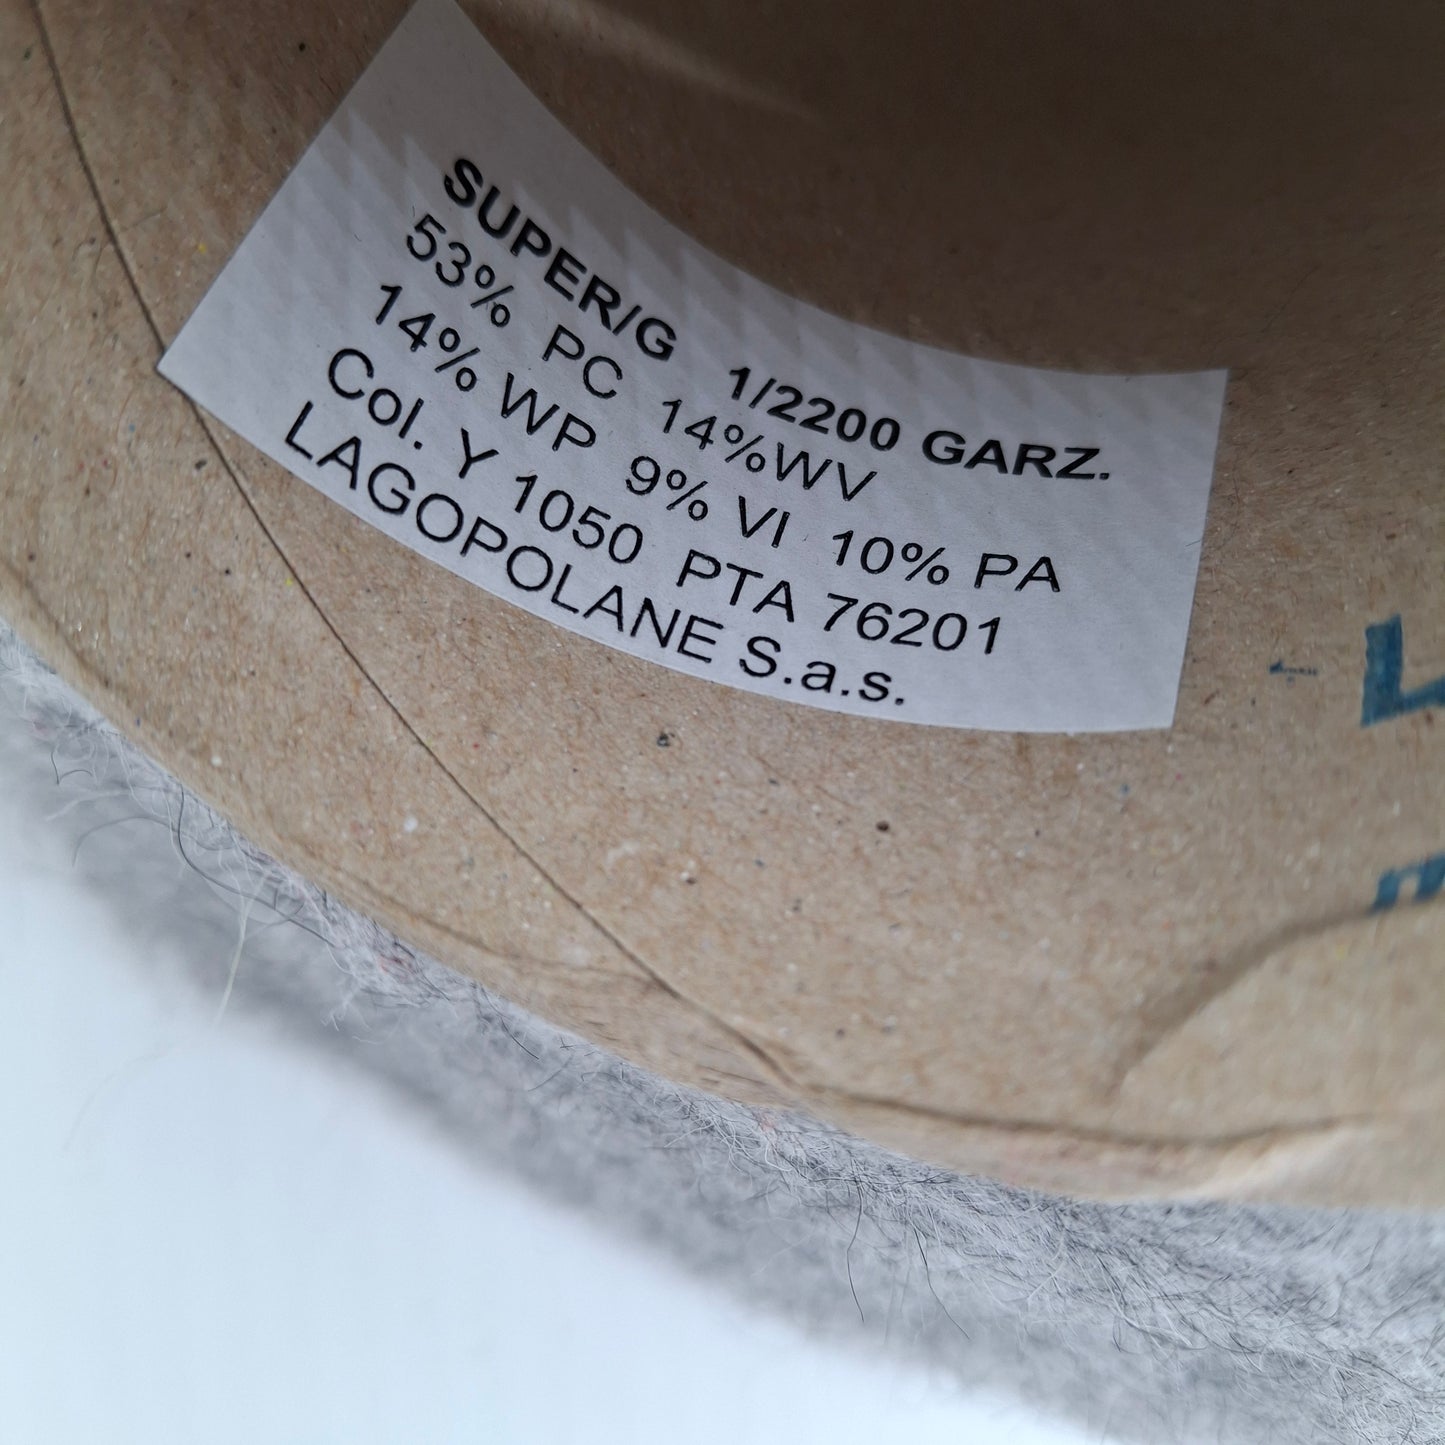 SUPER/G 1/2200 GARZ.
53% PC 14%WV
14% WP 9% VI 10% PA
Col. Y 1050 PTA 76201
LAGOPOLANE S.a.s.